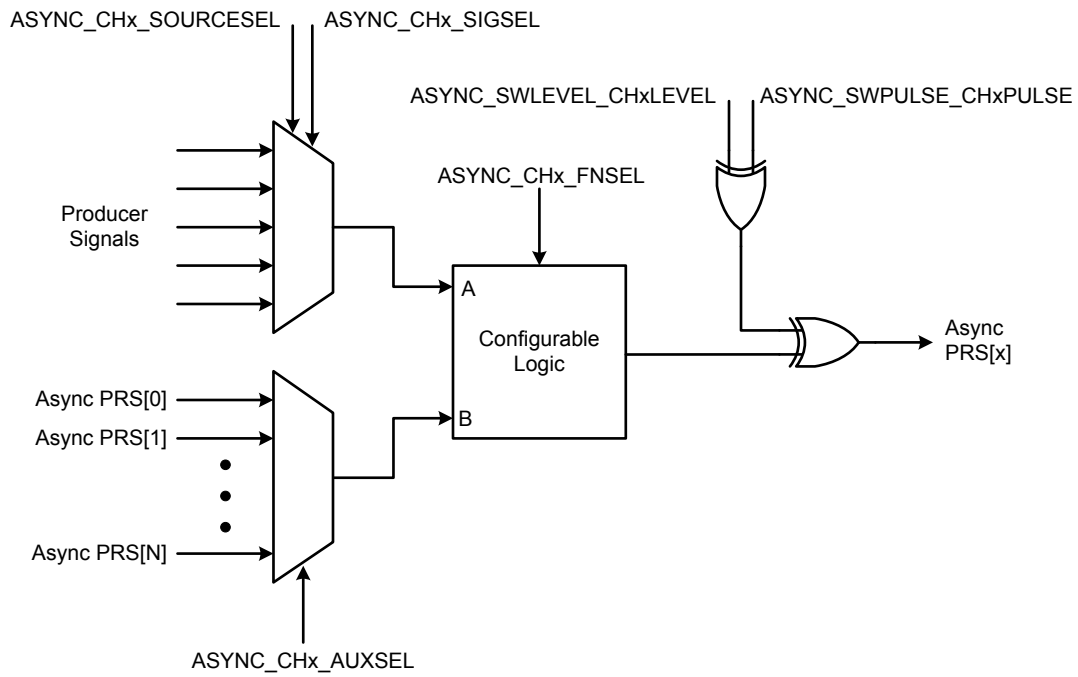 ASYNC_CHx_SOURCESEL
ASYNC_CHx_SIGSEL
ASYNC_SWLEVEL_CHxLEVEL
ASYNC_SWPULSE_CHxPULSE
ASYNC_CHx_FNSEL
Producer
Signals
A
Configurable
Logic
B
Async
PRS[x]
Async PRS[0]
Async PRS[1]
Async PRS[N]
ASYNC_CHx_AUXSEL